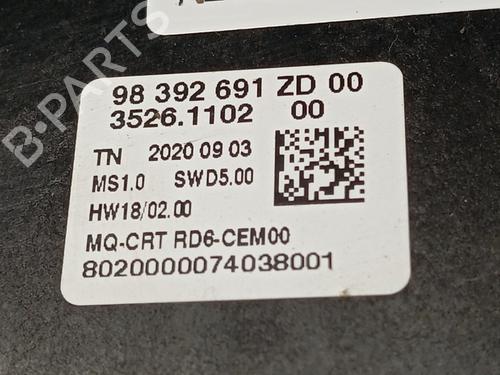 98 392 691 ZD 00
3526.1102 00
TN 2020 09 03
MS1.0 SWD5.00
HW18/02.00
MQ-CRT RD6-CEM00
8020000074038001
B-PARTS